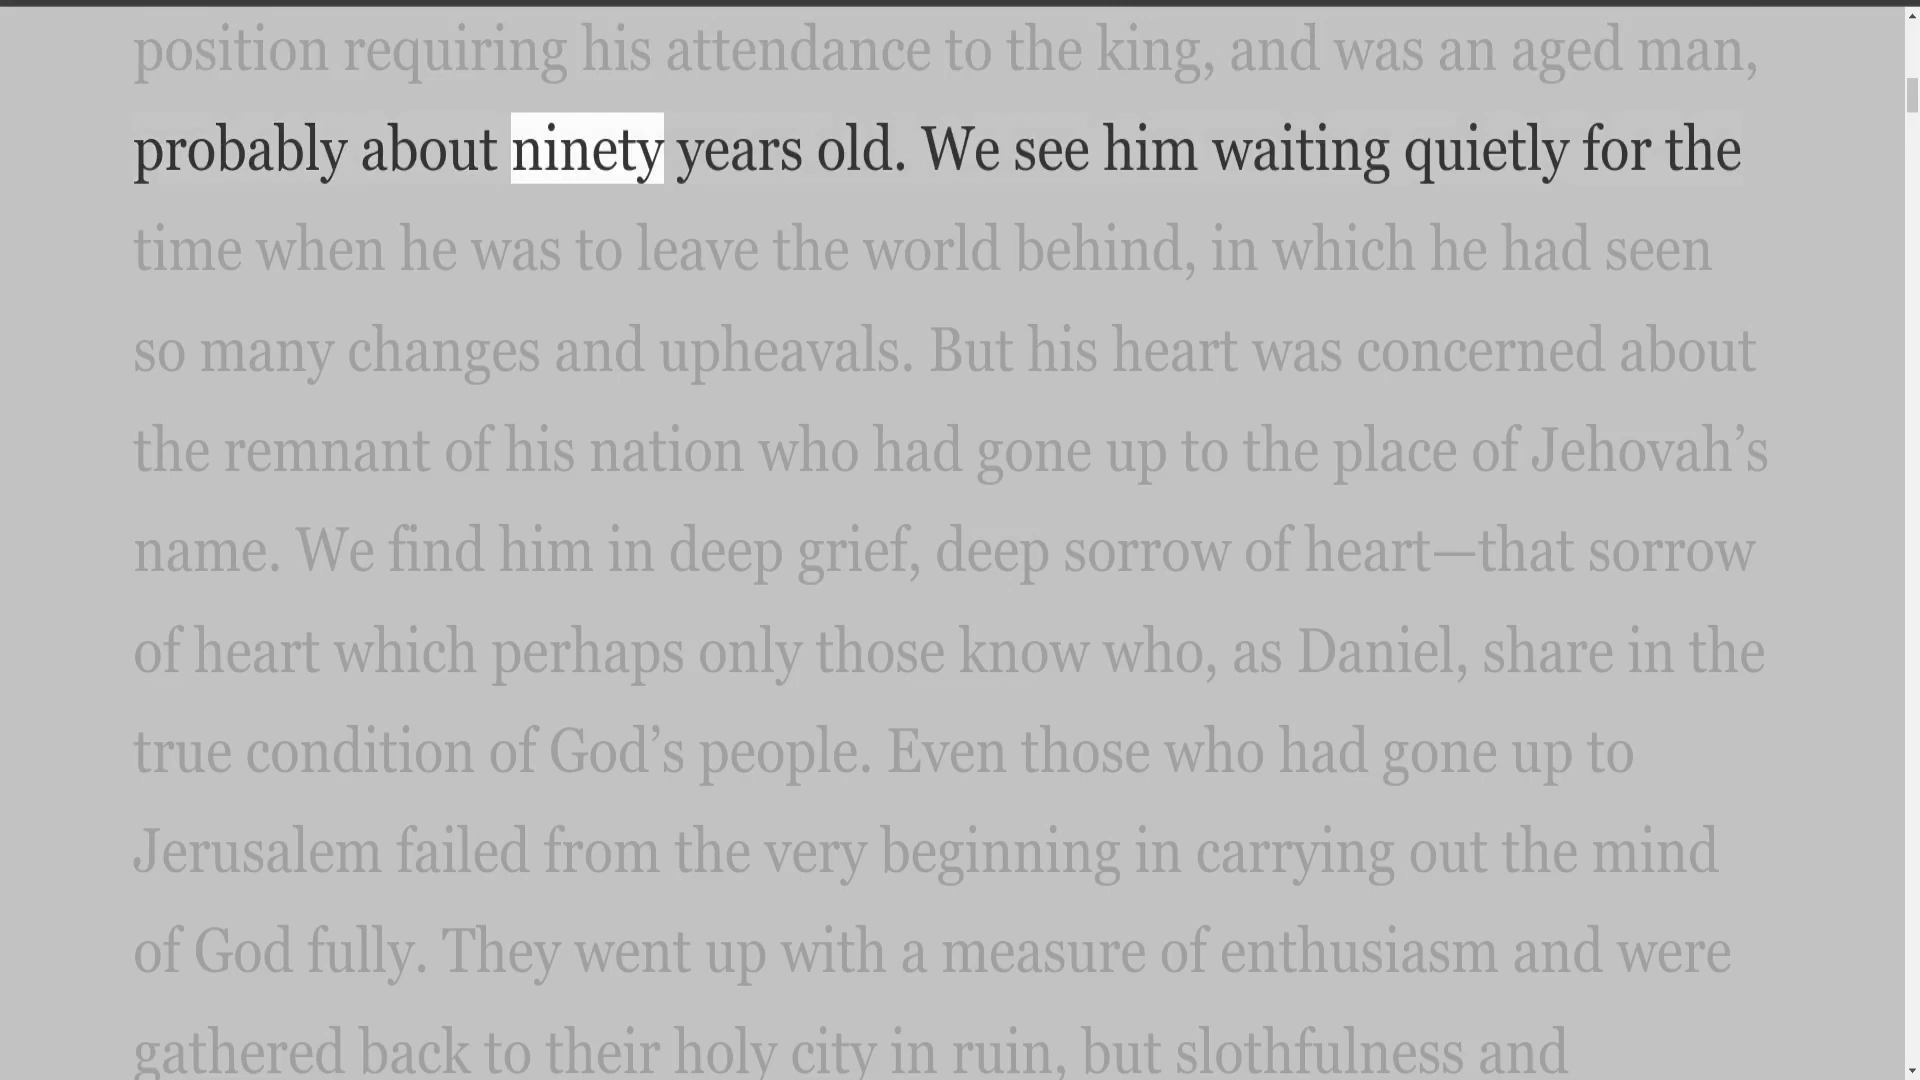 position requiring his attendance to the king, and was an aged man,
probably about ninety years old. We see him waiting quietly for the
time when he was to leave the world behind, in which he had seen
so many changes and upheavals. But his heart was concerned about
the remnant of his nation who had gone up to the place of Jehovah’s
name. We find him in deep grief, deep sorrow of heart—that sorrow
of heart which perhaps only those know who, as Daniel, share in the
true condition of God’s people. Even those who had gone up to
Jerusalem failed from the very beginning in carrying out the mind
of God fully. They went up with a measure of enthusiasm and were
gathered back to their holy city in ruin, but slothfulness and